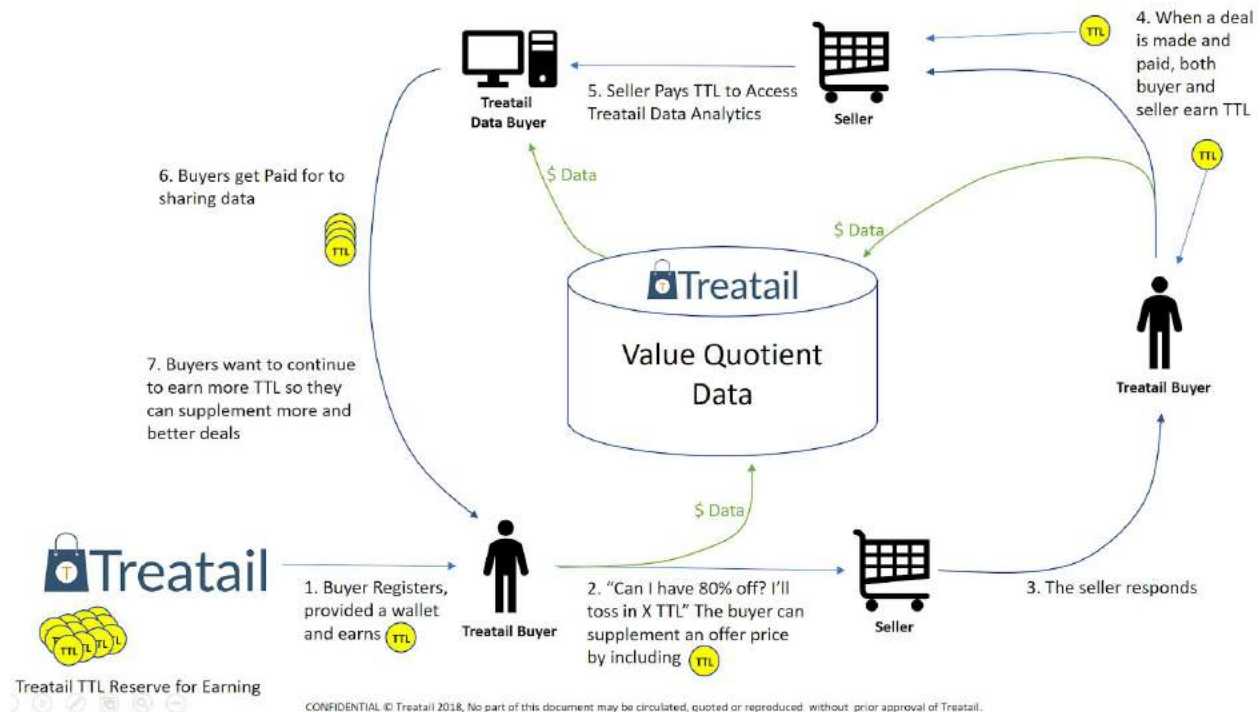 TTL
4. When a deal
is made and
paid, both
buyer and
seller earn TTL
TTL
Treatail
Data Buyer
5. Seller Pays TTL to Access
Treatail Data Analytics
Seller
6. Buyers get Paid for to
sharing data
TTL
$ Data
$ Data
Treatail
Value Quotient
Data
Treatail Buyer
7. Buyers want to continue
to earn more TTL so they
can supplement more and
better deals
$ Data
T Treatail
1. Buyer Registers,
provided a wallet
and earns TTL
Treatail Buyer
2. “Can I have 80% off? I’ll
toss in X TTL” The buyer can
supplement an offer price
by including TTL
Seller
3. The seller responds
TTL TTL TTL
Treatail TTL Reserve for Earning
CONFIDENTIAL © Treatail 2018, No part of this document may be circulated, quoted or reproduced without prior approval of Treatail.